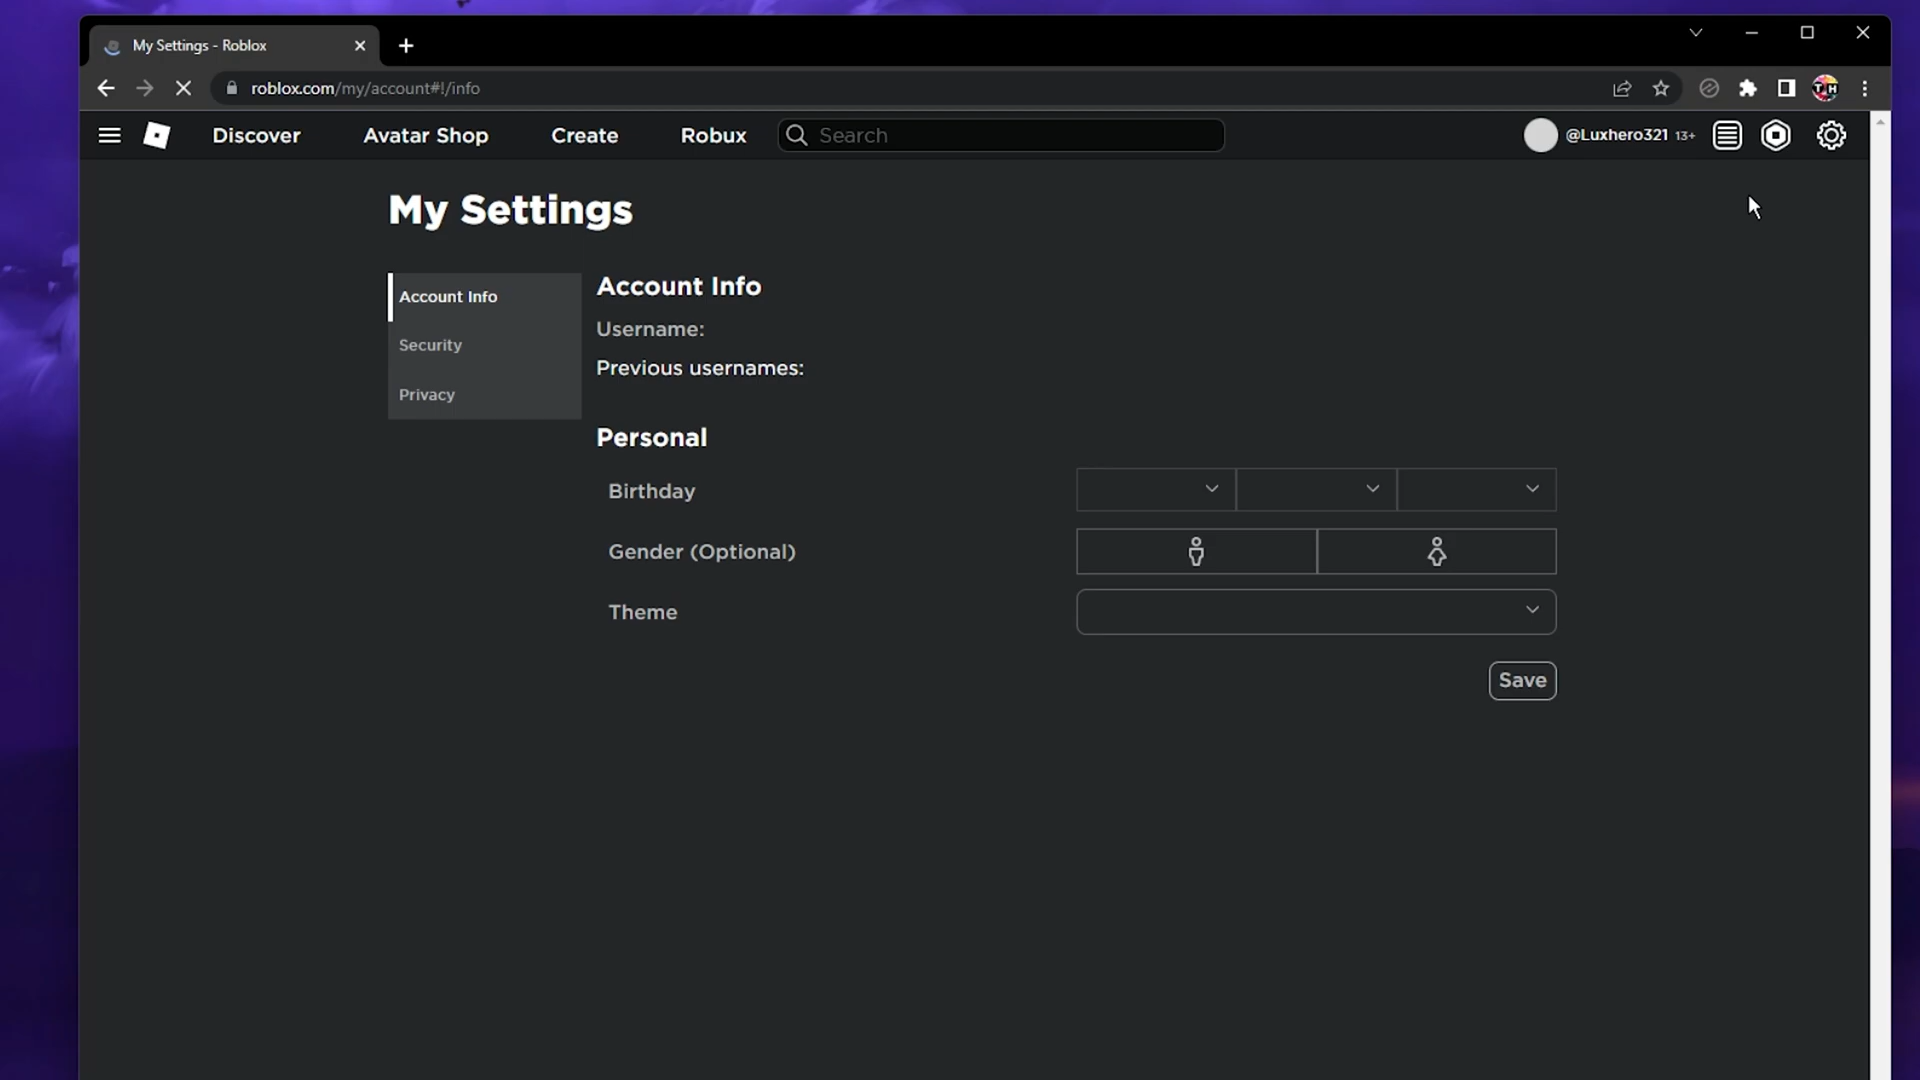 My Settings - Roblox
roblox.com/my/account#!/info
Discover
Avatar Shop
Create
Robux
Search
@Luxhero321 13+
My Settings
Account Info
Security
Privacy
Account Info
Username:
Previous usernames:
Personal
Birthday
Gender (Optional)
Theme
Save